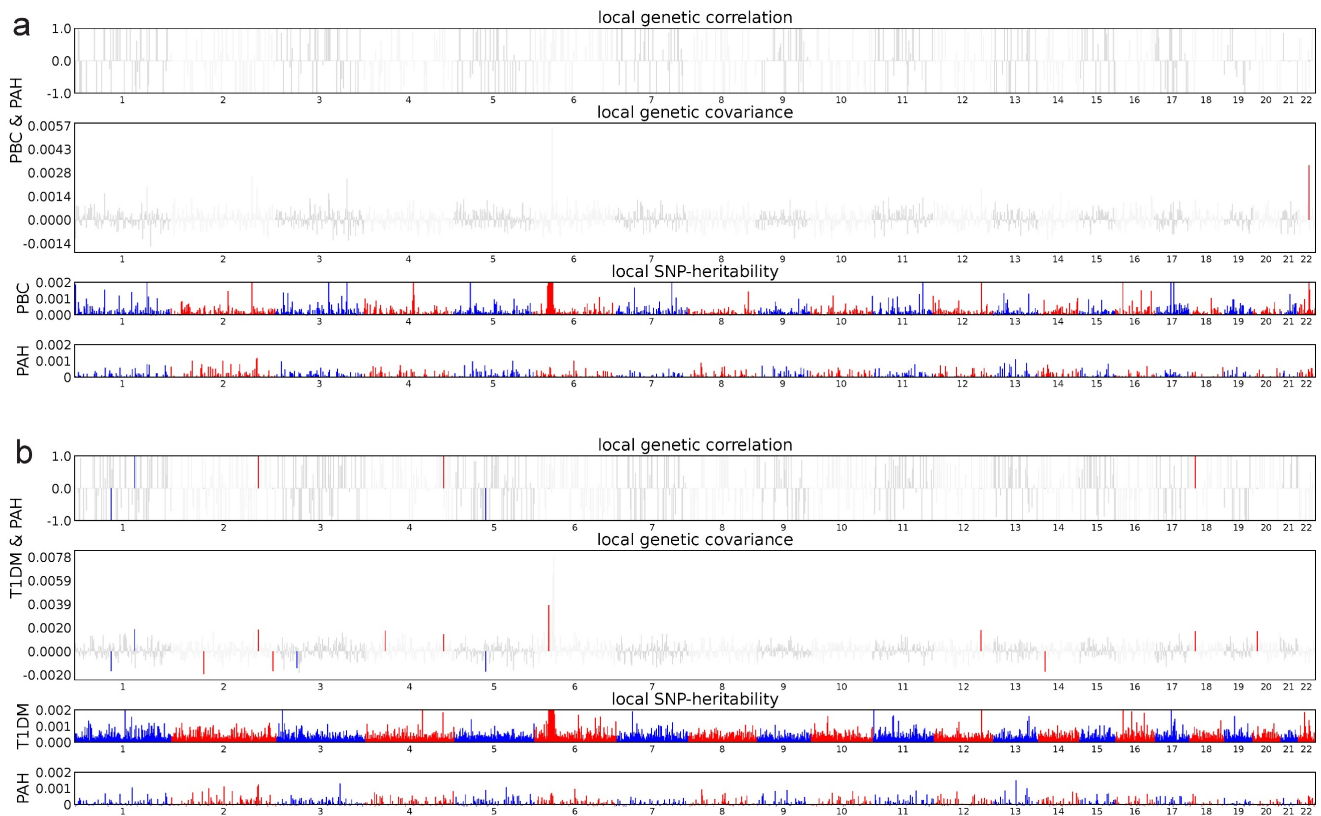 a
local genetic correlation
PBC & PAH
1.0
0.0
-1.0
1 2 3 4 5 6 7 8 9 10 11 12 13 14 15 16 17 18 19 20 21 22
local genetic covariance
0.0057
0.0043
0.0028
0.0014
0.0000
-0.0014
1 2 3 4 5 6 7 8 9 10 11 12 13 14 15 16 17 18 19 20 21 22
local SNP-heritability
PBC
0.002
0.001
0.000
1 2 3 4 5 6 7 8 9 10 11 12 13 14 15 16 17 18 19 20 21 22
PAH
0.002
0.001
0
1 2 3 4 5 6 7 8 9 10 11 12 13 14 15 16 17 18 19 20 21 22
b
local genetic correlation
T1DM & PAH
1.0
0.0
-1.0
1 2 3 4 5 6 7 8 9 10 11 12 13 14 15 16 17 18 19 20 21 22
local genetic covariance
0.0078
0.0059
0.0039
0.0020
0.0000
-0.0020
1 2 3 4 5 6 7 8 9 10 11 12 13 14 15 16 17 18 19 20 21 22
local SNP-heritability
T1DM
0.002
0.001
0.000
1 2 3 4 5 6 7 8 9 10 11 12 13 14 15 16 17 18 19 20 21 22
PAH
0.002
0.001
0
1 2 3 4 5 6 7 8 9 10 11 12 13 14 15 16 17 18 19 20 21 22